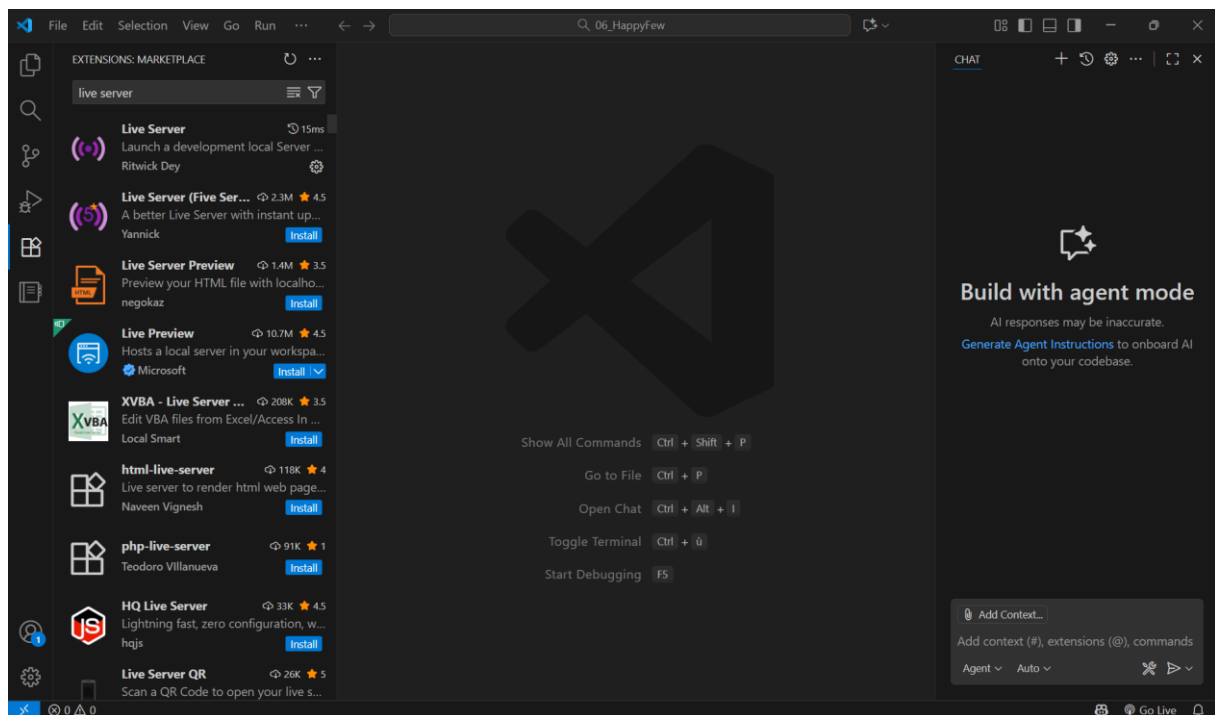 File Edit Selection View Go Run ... 06_HappyFew
EXTENSIONS: MARKETPLACE
live server
Live Server 15ms
Launch a development local Server ...
Ritwick Dey
Live Server (Five Ser... 2.3M 4.5
A better Live Server with instant up...
Yannick Install
Live Server Preview 1.4M 3.5
Preview your HTML file with localho...
negokaz Install
Live Preview 10.7M 4.5
Hosts a local server in your workspa...
Microsoft Install
XVBA - Live Server ... 208K 3.5
Edit VBA files from Excel/Access In ...
Local Smart Install
html-live-server 118K 4
Live server to render html web page...
Naveen Vignesh Install
php-live-server 91K 1
Teodoro VIllanueva Install
HQ Live Server 33K 4.5
Lightning fast, zero configuration, w...
hqjs Install
Live Server QR 26K 5
Scan a QR Code to open your live s...
HTML
XVBA
JS
1
0 0
Show All Commands Ctrl + Shift + P
Go to File Ctrl + P
Open Chat Ctrl + Alt + I
Toggle Terminal Ctrl + ù
Start Debugging F5
CHAT
Build with agent mode
AI responses may be inaccurate.
Generate Agent Instructions to onboard AI
onto your codebase.
Add Context...
Add context (#), extensions (@), commands
Agent Auto
Go Live